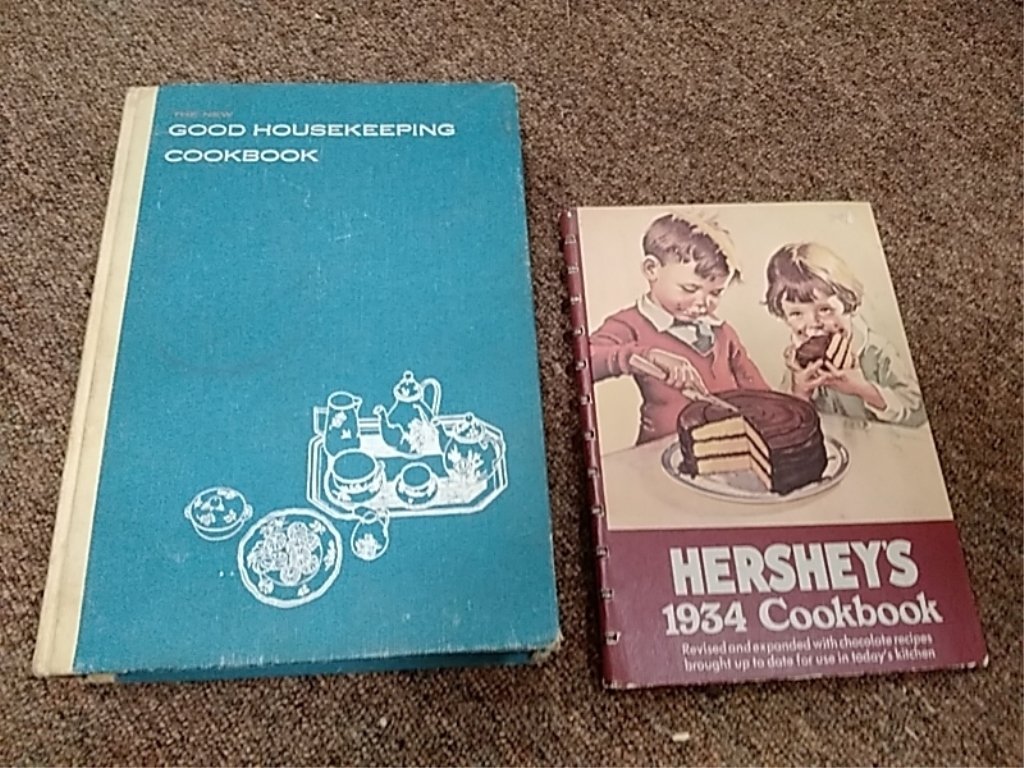 THE NEW
GOOD HOUSEKEEPING
COOKBOOK
HERSHEY'S
1934 Cookbook
Revised and expanded with chocolate recipes
brought up to date for use in today's kitchen